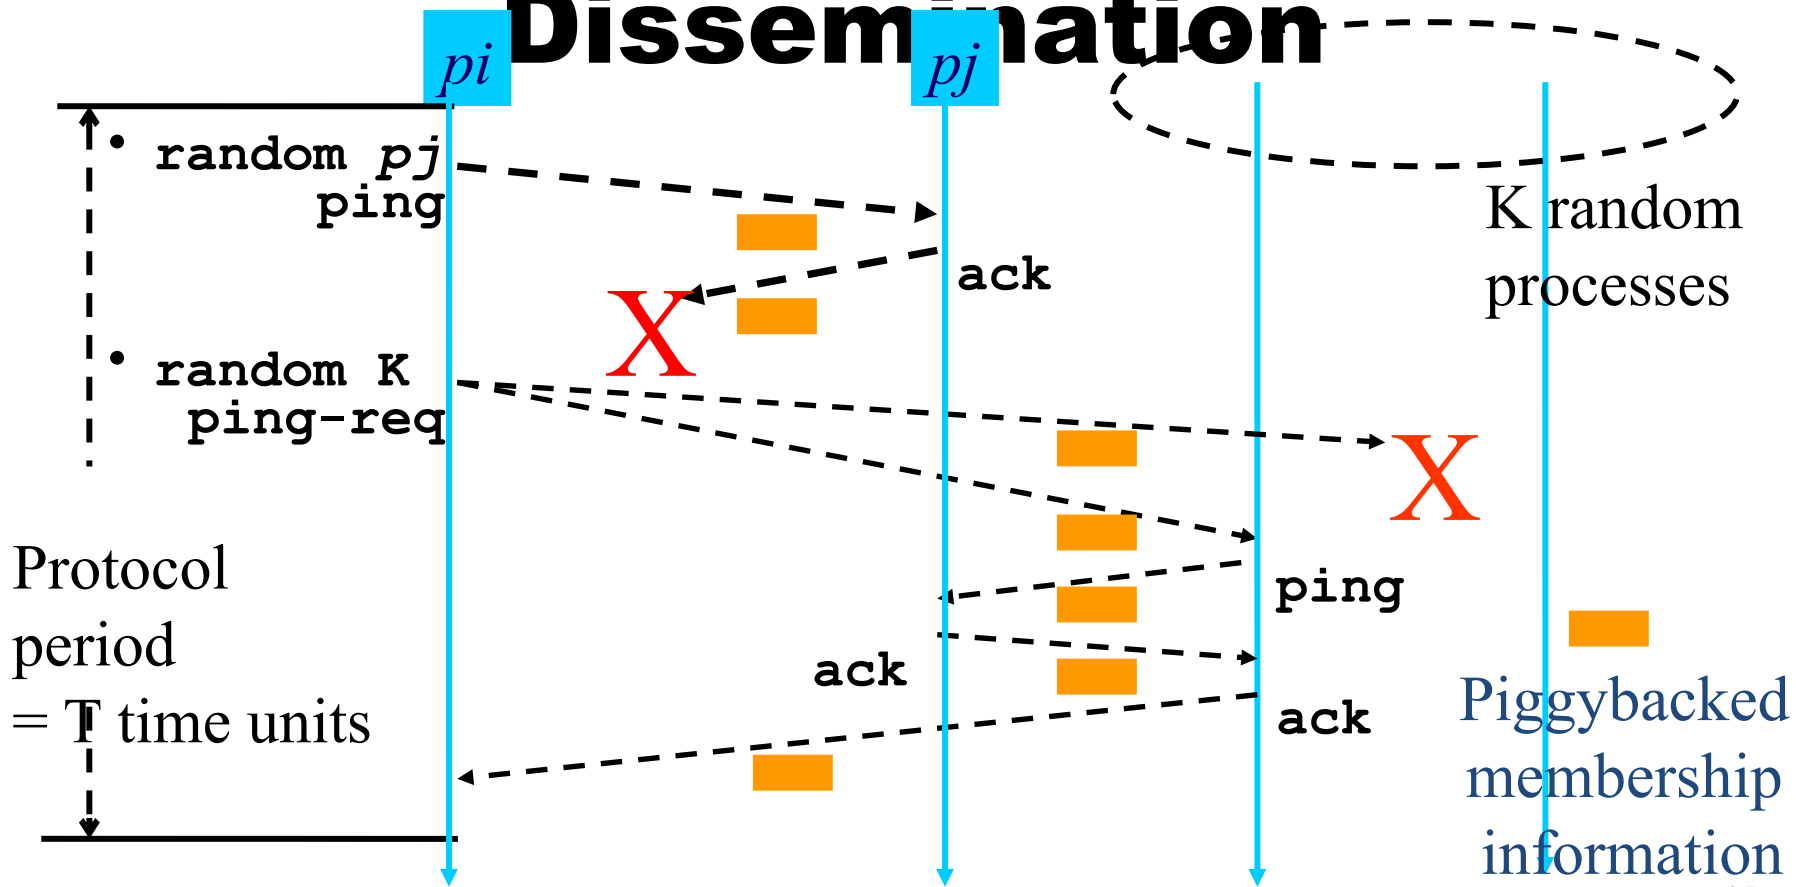 Dissemination
pi
pj
• random pj
ping
K random
processes
ack
X
• random K
ping-req
X
Protocol
period
= T time units
ping
ack
ack
Piggybacked
membership
information